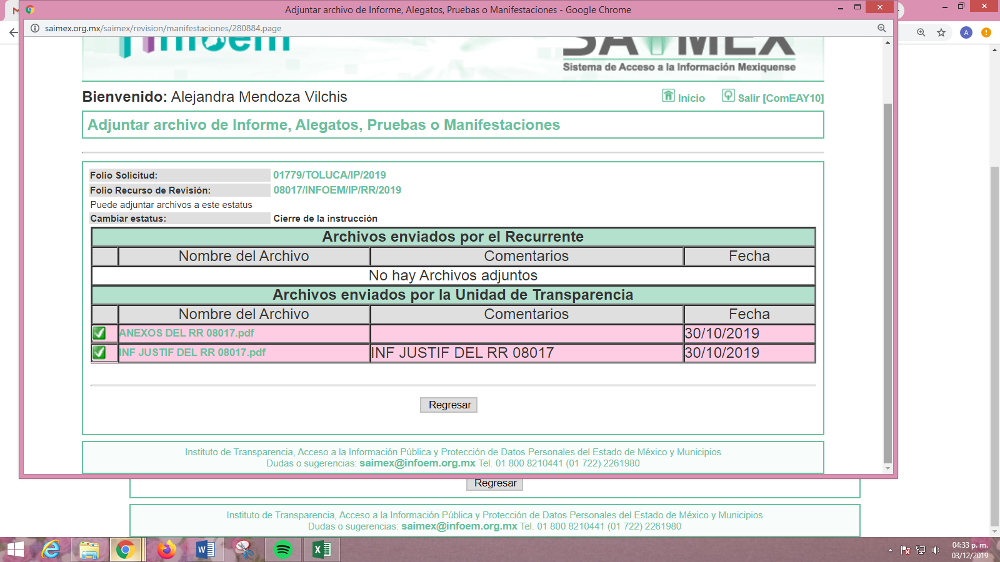 Adjuntar archivo de Informe, Alegatos, Pruebas o Manifestaciones - Google Chrome
saimex.org.mx/saimex/revision/manifestaciones/280884.page
infoem
SAIMEX
Sistema de Acceso a la Información Mexiquense
Bienvenido: Alejandra Mendoza Vilchis
Inicio Salir [ComEAY10]
Adjuntar archivo de Informe, Alegatos, Pruebas o Manifestaciones
Folio Solicitud: 01779/TOLUCA/IP/2019
Folio Recurso de Revisión: 08017/INFOEM/IP/RR/2019
Puede adjuntar archivos a este estatus
Cambiar estatus: Cierre de la instrucción
Archivos enviados por el Recurrente
Nombre del Archivo Comentarios Fecha
No hay Archivos adjuntos
Archivos enviados por la Unidad de Transparencia
Nombre del Archivo Comentarios Fecha
ANEXOS DEL RR 08017.pdf 30/10/2019
INF JUSTIF DEL RR 08017.pdf INF JUSTIF DEL RR 08017 30/10/2019
Regresar
Instituto de Transparencia, Acceso a la Información Pública y Protección de Datos Personales del Estado de México y Municipios
Dudas o sugerencias: saimex@infoem.org.mx Tel. 01 800 8210441 (01 722) 2261980
Regresar
Instituto de Transparencia, Acceso a la Información Pública y Protección de Datos Personales del Estado de México y Municipios
Dudas o sugerencias: saimex@infoem.org.mx Tel. 01 800 8210441 (01 722) 2261980
A
04:33 p. m.
03/12/2019